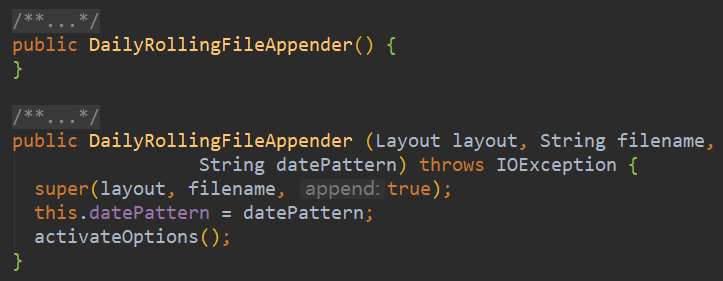 /**...*/
public DailyRollingFileAppender() {
}
/**...*/
public DailyRollingFileAppender (Layout layout, String filename,
String datePattern) throws IOException {
super(layout, filename, append: true);
this.datePattern = datePattern;
activateOptions();
}